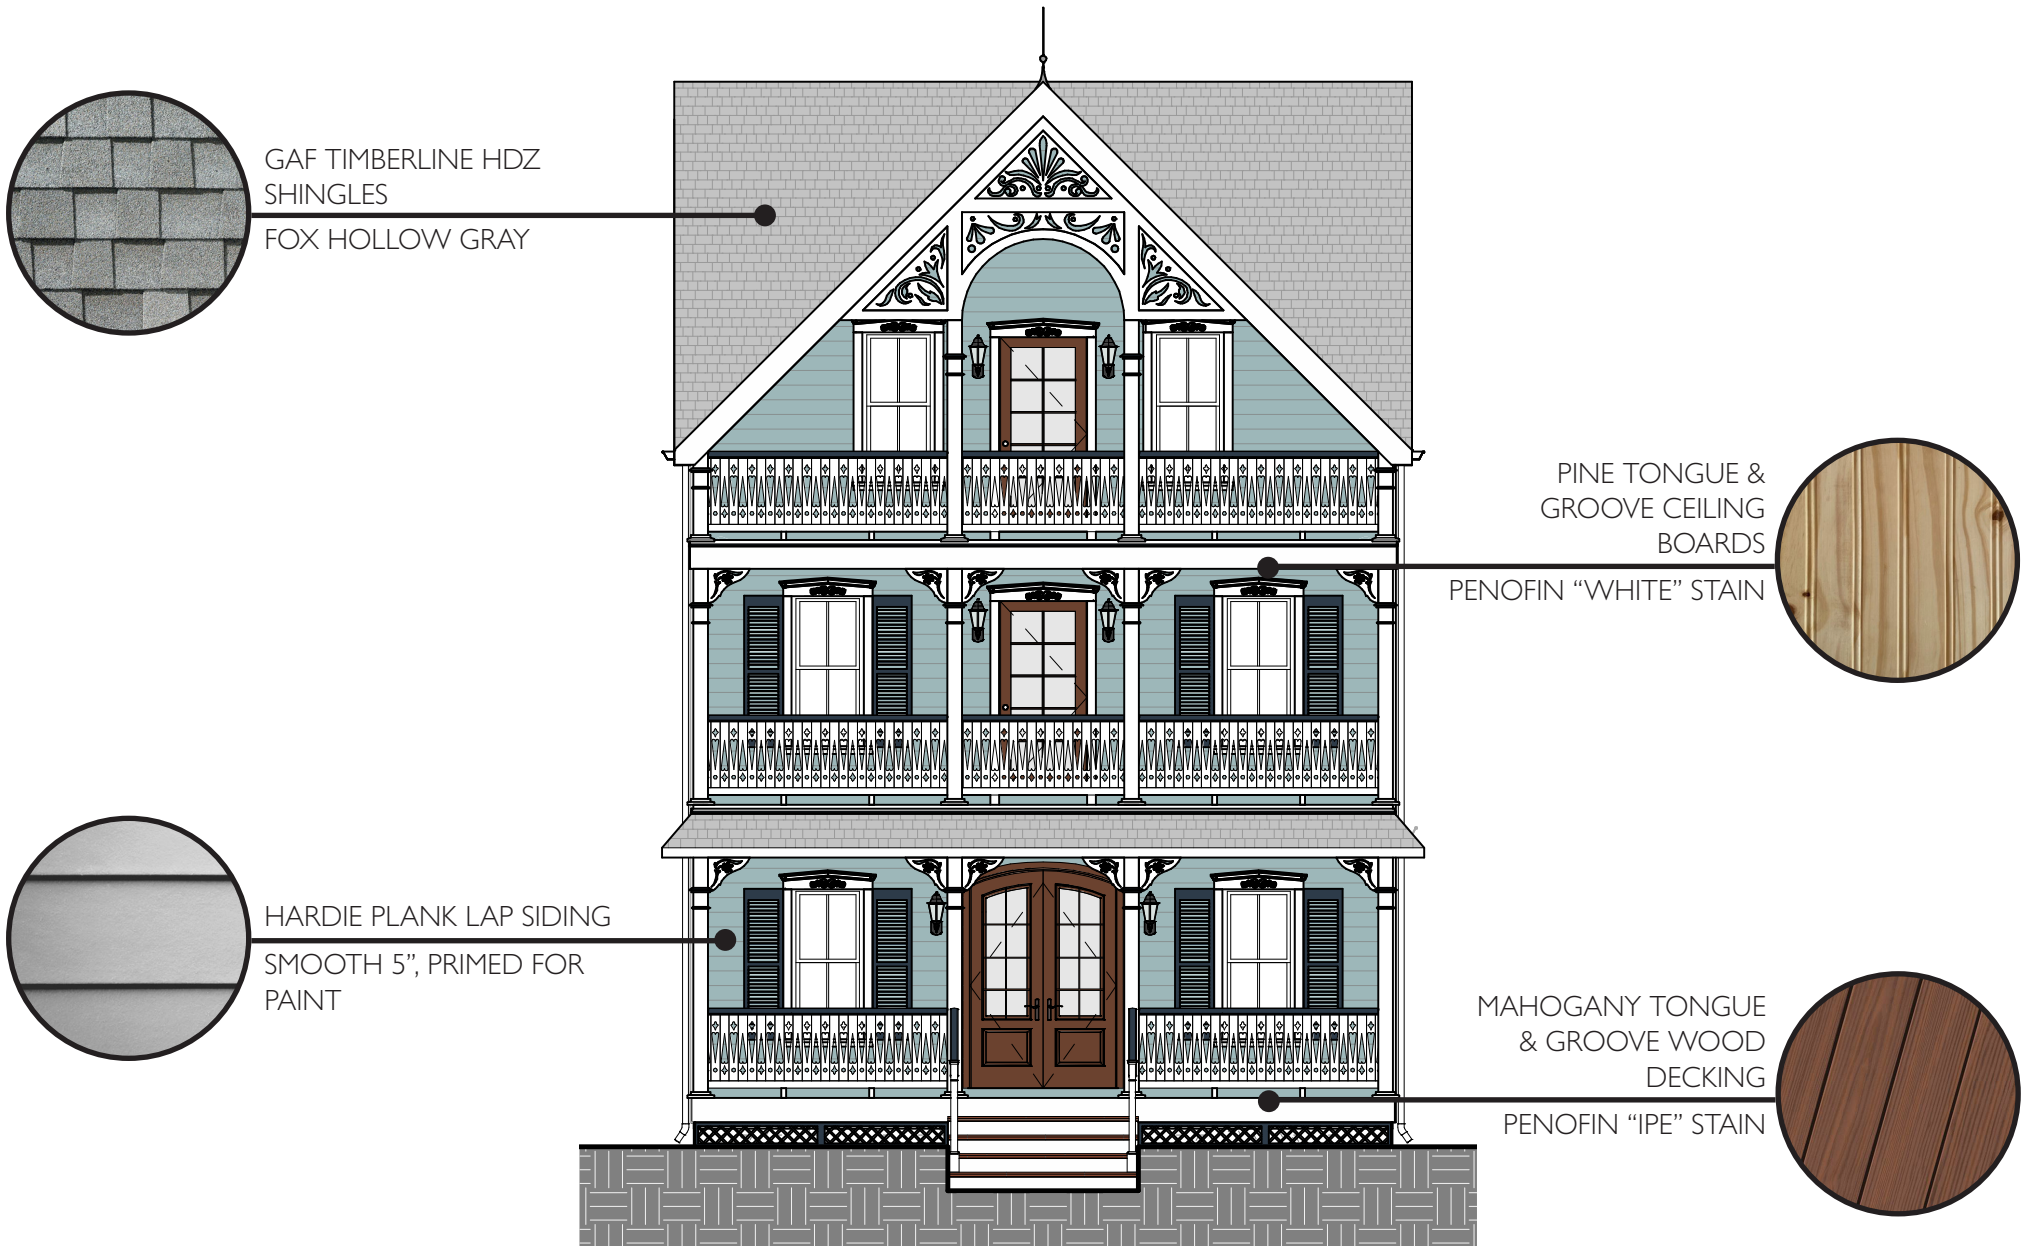 GAF TIMBERLINE HDZ
SHINGLES
FOX HOLLOW GRAY
PINE TONGUE &
GROOVE CEILING
BOARDS
PENOFIN “WHITE” STAIN
HARDIE PLANK LAP SIDING
SMOOTH 5”, PRIMED FOR
PAINT
MAHOGANY TONGUE
& GROOVE WOOD
DECKING
PENOFIN “IPE” STAIN